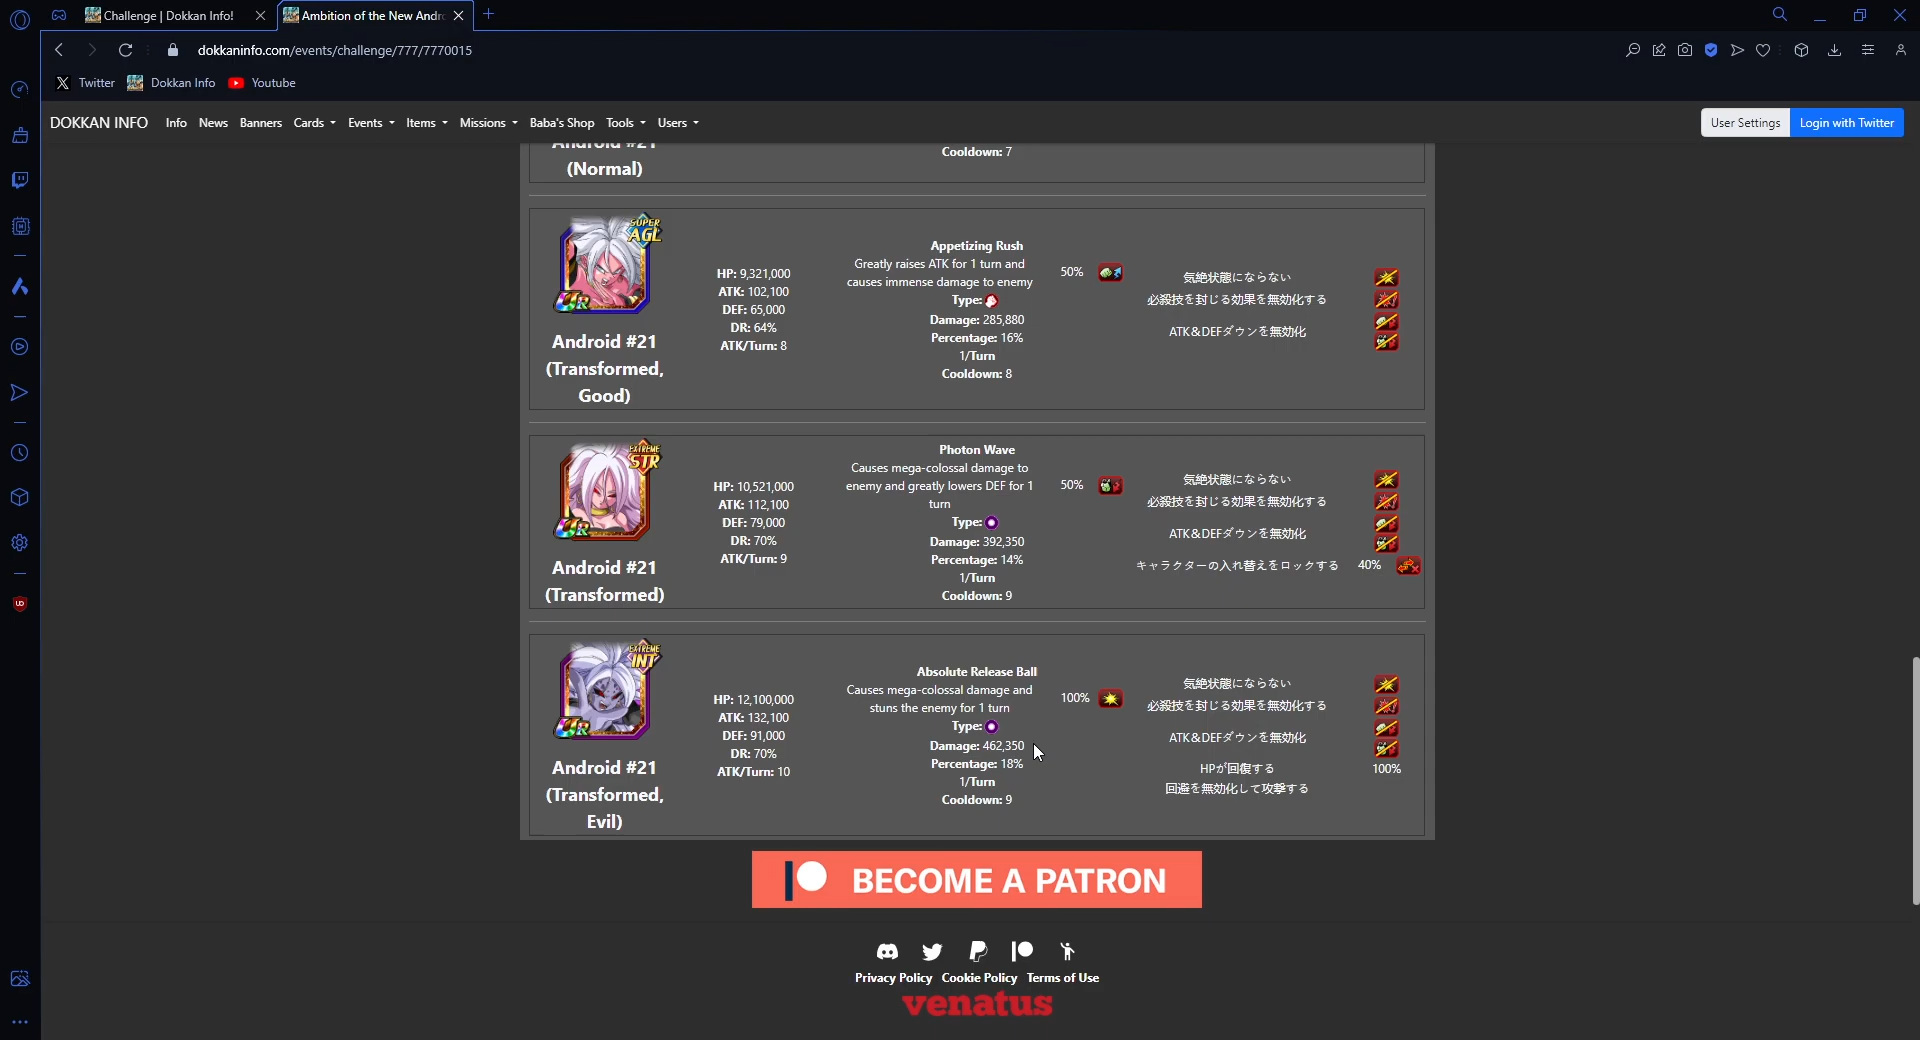 Challenge | Dokkan Info!
Ambition of the New Andr
dokkaninfo.com/events/challenge/777/7770015
Twitter
Dokkan Info
Youtube
DOKKAN INFO
Info
News
Banners
Cards
Events
Items
Missions
Baba's Shop
Tools
Users
User Settings
Login with Twitter
Android #21
(Normal)
Cooldown: 7
SUPER
AGL
UR
Android #21
(Transformed,
Good)
HP: 9,321,000
ATK: 102,100
DEF: 65,000
DR: 64%
ATK/Turn: 8
Appetizing Rush
Greatly raises ATK for 1 turn and
causes immense damage to enemy
Type:
Damage: 285,880
Percentage: 16%
1/Turn
Cooldown: 8
50%
気絶状態にならない
必殺技を封じる効果を無効化する
ATK&DEFダウンを無効化
EXTREME
STR
UR
Android #21
(Transformed)
HP: 10,521,000
ATK: 112,100
DEF: 79,000
DR: 70%
ATK/Turn: 9
Photon Wave
Causes mega-colossal damage to
enemy and greatly lowers DEF for 1
turn
Type:
Damage: 392,350
Percentage: 14%
1/Turn
Cooldown: 9
50%
気絶状態にならない
必殺技を封じる効果を無効化する
ATK&DEFダウンを無効化
キャラクターの入れ替えをロックする 40%
EXTREME
INT
UR
Android #21
(Transformed,
Evil)
HP: 12,100,000
ATK: 132,100
DEF: 91,000
DR: 70%
ATK/Turn: 10
Absolute Release Ball
Causes mega-colossal damage and
stuns the enemy for 1 turn
Type:
Damage: 462,350
Percentage: 18%
1/Turn
Cooldown: 9
100%
気絶状態にならない
必殺技を封じる効果を無効化する
ATK&DEFダウンを無効化
HPが回復する 100%
回避を無効化して攻撃する
BECOME A PATRON
Privacy Policy Cookie Policy Terms of Use
venatus